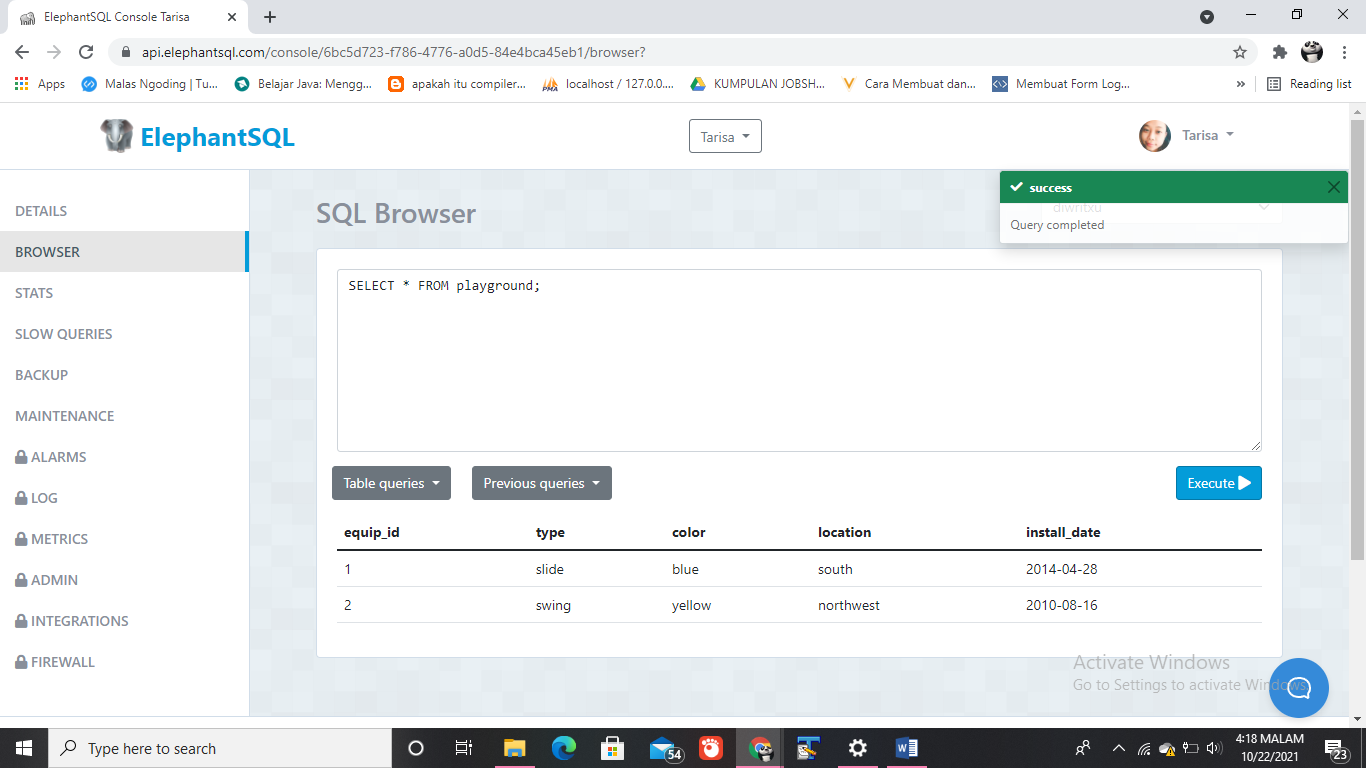 ElephantSQL Console Tarisa
api.elephantsql.com/console/6bc5d723-f786-4776-a0d5-84e4bca45eb1/browser?
Apps Malas Ngoding | Tu... Belajar Java: Mengg... apakah itu compiler... localhost / 127.0.0.... KUMPULAN JOBSH... Cara Membuat dan... Membuat Form Log... » Reading list
ElephantSQL Tarisa Tarisa
success
diwritxu
Query completed
DETAILS
BROWSER
STATS
SLOW QUERIES
BACKUP
MAINTENANCE
ALARMS
LOG
METRICS
ADMIN
INTEGRATIONS
FIREWALL
SQL Browser
SELECT * FROM playground;
Table queries Previous queries Execute
equip_id type color location install_date
1 slide blue south 2014-04-28
2 swing yellow northwest 2010-08-16
Activate Windows
Go to Settings to activate Windows.
Type here to search
54
4:18 MALAM
10/22/2021
23